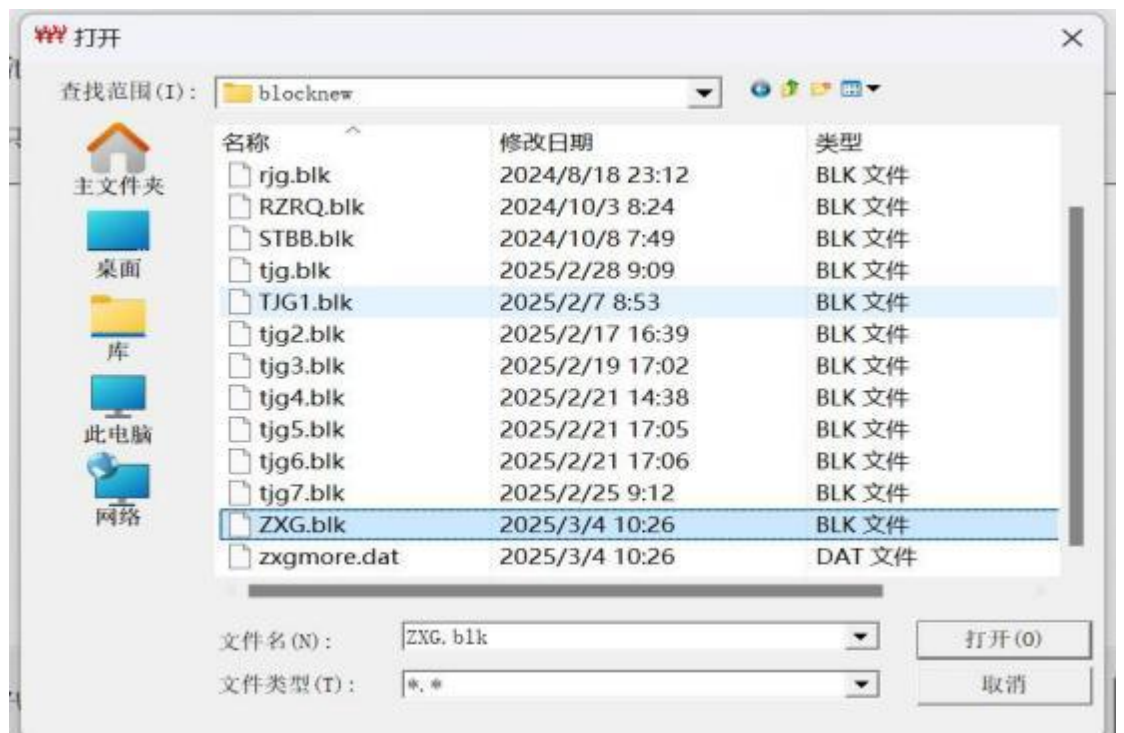 打开
查找范围(I):
blocknew
名称 修改日期 类型
rjg.blk 2024/8/18 23:12 BLK 文件
RZRQ.blk 2024/10/3 8:24 BLK 文件
STBB.blk 2024/10/8 7:49 BLK 文件
tjg.blk 2025/2/28 9:09 BLK 文件
TJG1.blk 2025/2/7 8:53 BLK 文件
tjg2.blk 2025/2/17 16:39 BLK 文件
tjg3.blk 2025/2/19 17:02 BLK 文件
tjg4.blk 2025/2/21 14:38 BLK 文件
tjg5.blk 2025/2/21 17:05 BLK 文件
tjg6.blk 2025/2/21 17:06 BLK 文件
tjg7.blk 2025/2/25 9:12 BLK 文件
ZXG.blk 2025/3/4 10:26 BLK 文件
zxgmore.dat 2025/3/4 10:26 DAT 文件
主文件夹
桌面
库
此电脑
网络
文件名(N): ZXG.blk 打开(O)
文件类型(T): *.* 取消